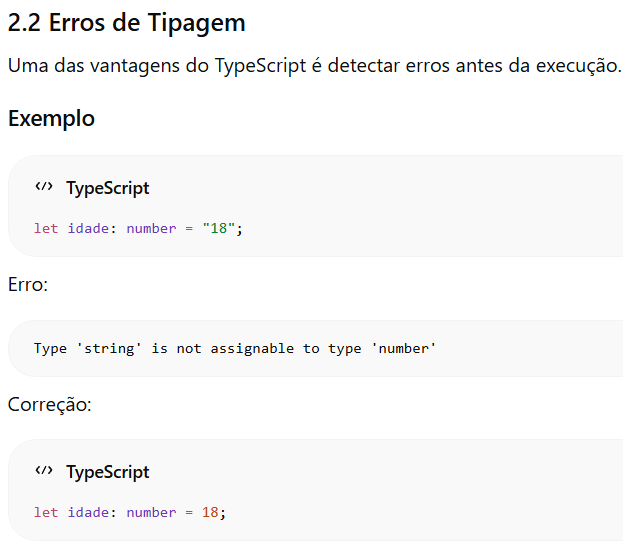 2.2 Erros de Tipagem
Uma das vantagens do TypeScript é detectar erros antes da execução.
Exemplo
</> TypeScript
let idade: number = "18";
Erro:
Type 'string' is not assignable to type 'number'
Correção:
</> TypeScript
let idade: number = 18;